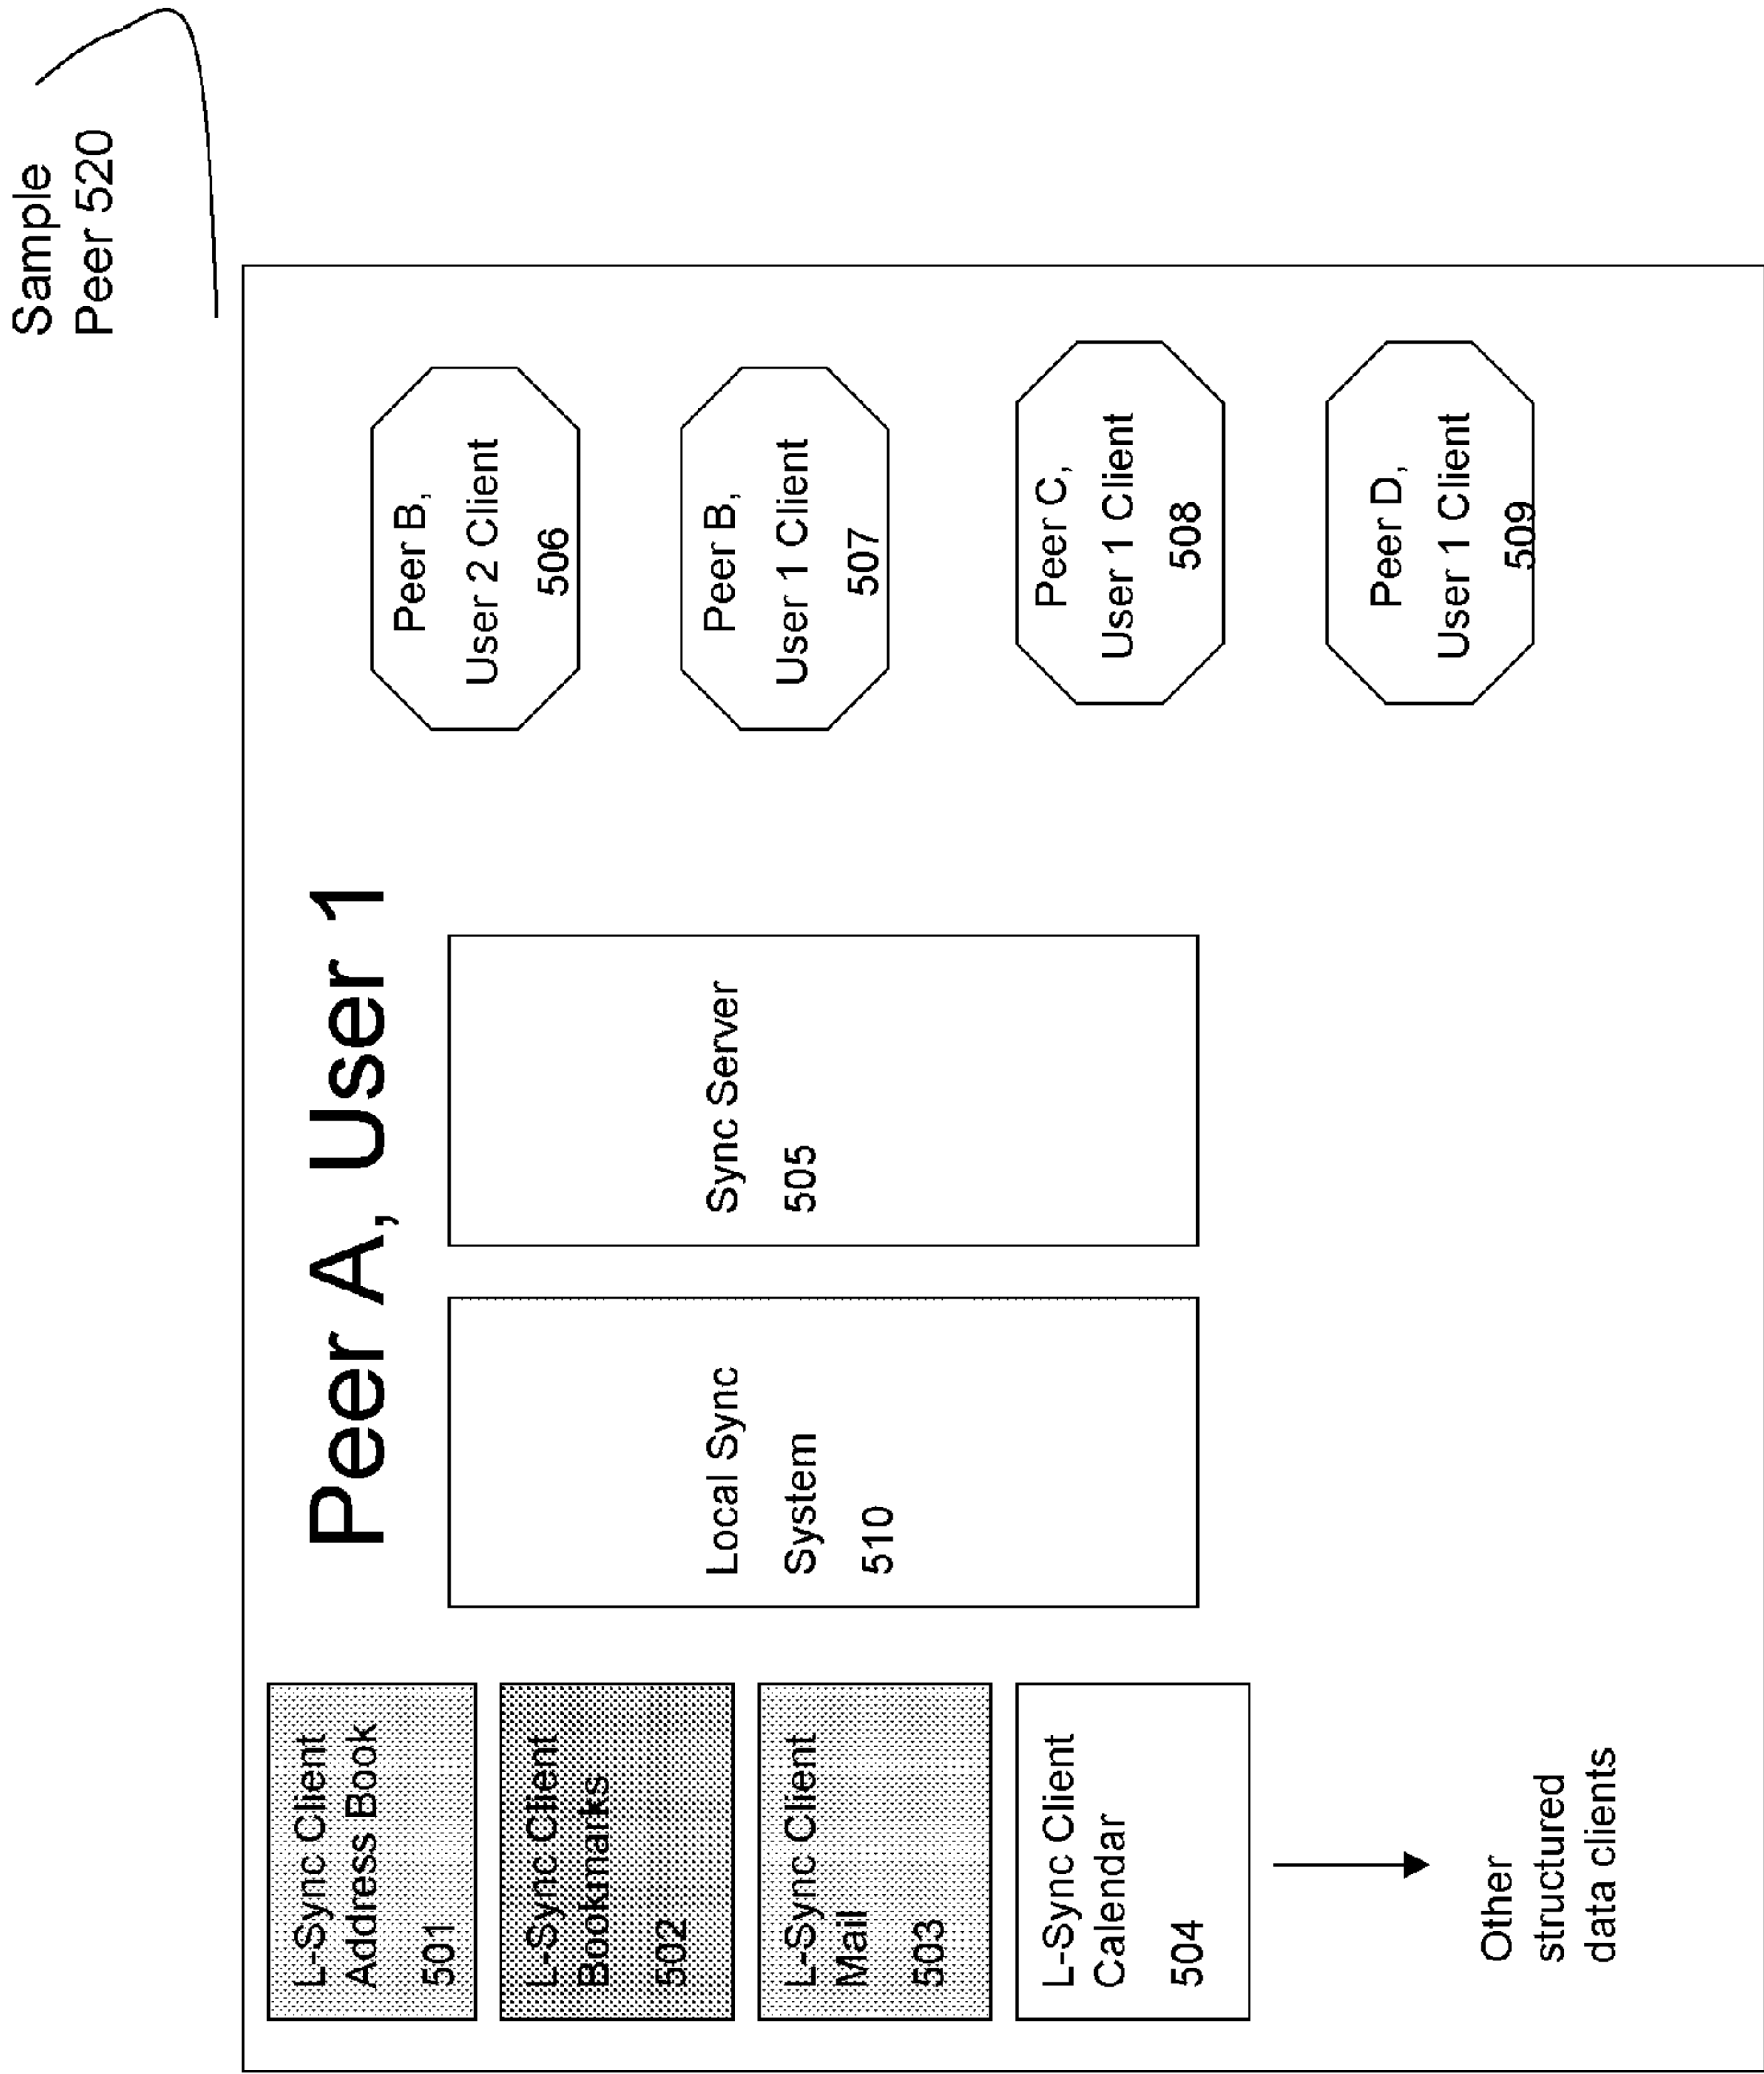 Sample
Peer 520
Peer A, User 1
L-Sync Client
Address Book
501
L-Sync Client
Bookmarks
502
L-Sync Client
Mail
503
L-Sync Client
Calendar
504
Other
structured
data clients
Local Sync
System
510
Sync Server
505
Peer B,
User 2 Client
506
Peer B,
User 1 Client
507
Peer C,
User 1 Client
508
Peer D,
User 1 Client
509